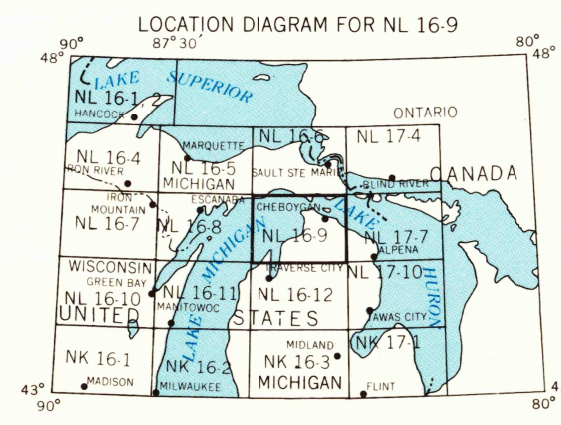 LOCATION DIAGRAM FOR NL 16-9
90°
87°30′
80°
48°
48°
LAKE SUPERIOR
NL 16-1, 2
HANCOCK
ONTARIO
NL 16-6
NL 17-4
MARQUETTE
NL 16-4
NL 16-5
SAULT STE MARIE
CANADA
IRON RIVER
MICHIGAN
BLIND RIVER
IRON
MOUNTAIN
ESCANABA
CHEBOYGAN
LAKE HURON
NL 16-7
NL 16-8
NL 16-9
NL 17-7
ALPENA
LAKE MICHIGAN
WISCONSIN
TRAVERSE CITY
NL 17-10
GREEN BAY
NL 16-10
NL 16-11
NL 16-12
MANITOWOC
UNITED STATES
TAWAS CITY
NK 16-1
NK 16-2
MIDLAND
NK 16-3
NK 17-1
MICHIGAN
MADISON
MILWAUKEE
FLINT
43°
4
90°
80°